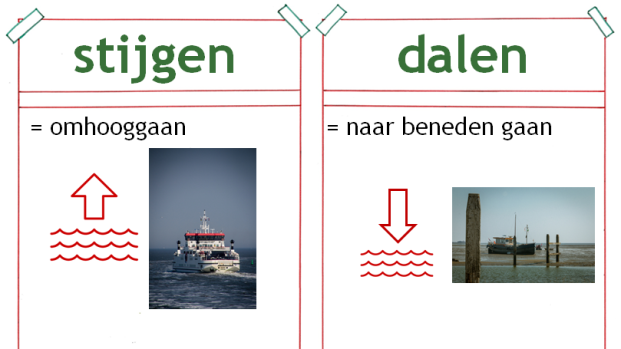 stijgen
= omhooggaan
dalen
= naar beneden gaan